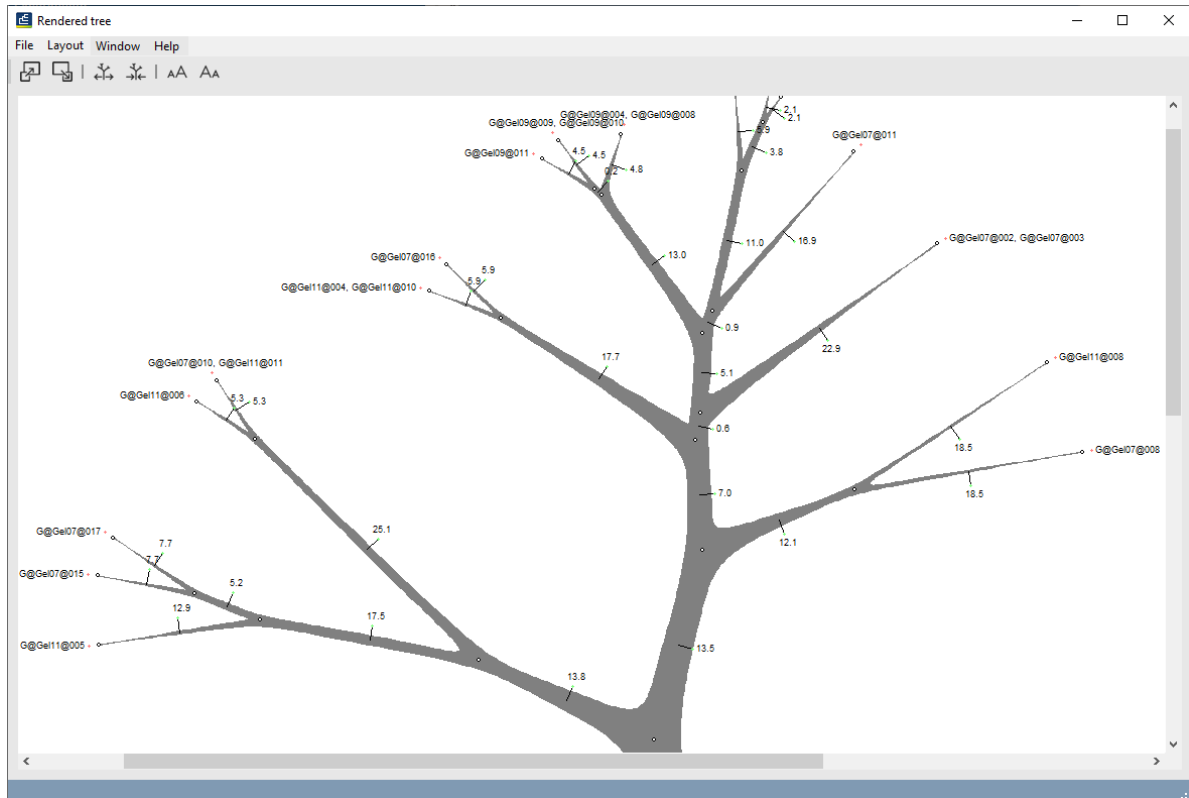 Rendered tree
File Layout Window Help
AA AA
G@Gel09@004, G@Gel09@008
G@Gel09@009, G@Gel09@010
2.1
2.1
5.9
G@Gel07@011
3.8
G@Gel09@011
4.5
4.5
0.2
4.8
G@Gel07@002, G@Gel07@003
11.0
16.9
G@Gel07@016
13.0
5.9
5.9
G@Gel11@004, G@Gel11@010
0.9
22.9
G@Gel07@010, G@Gel11@011
17.7
G@Gel11@008
5.1
G@Gel11@006
5.3
5.3
0.6
18.5
G@Gel07@008
7.0
18.5
G@Gel07@017
25.1
12.1
7.7
7.7
G@Gel07@015
5.2
12.9
17.5
G@Gel11@005
13.5
13.8